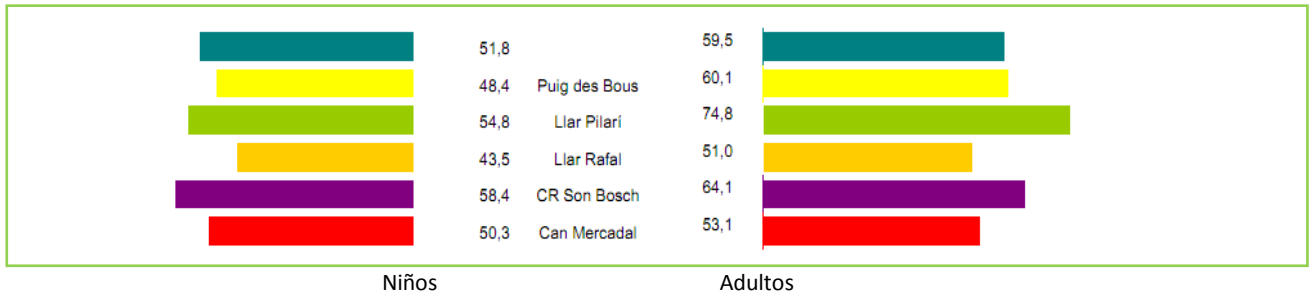 51,8 59,5
48,4 Puig des Bous 60,1
54,8 Llar Pilarí 74,8
43,5 Llar Rafal 51,0
58,4 CR Son Bosch 64,1
50,3 Can Mercadal 53,1
Niños Adultos